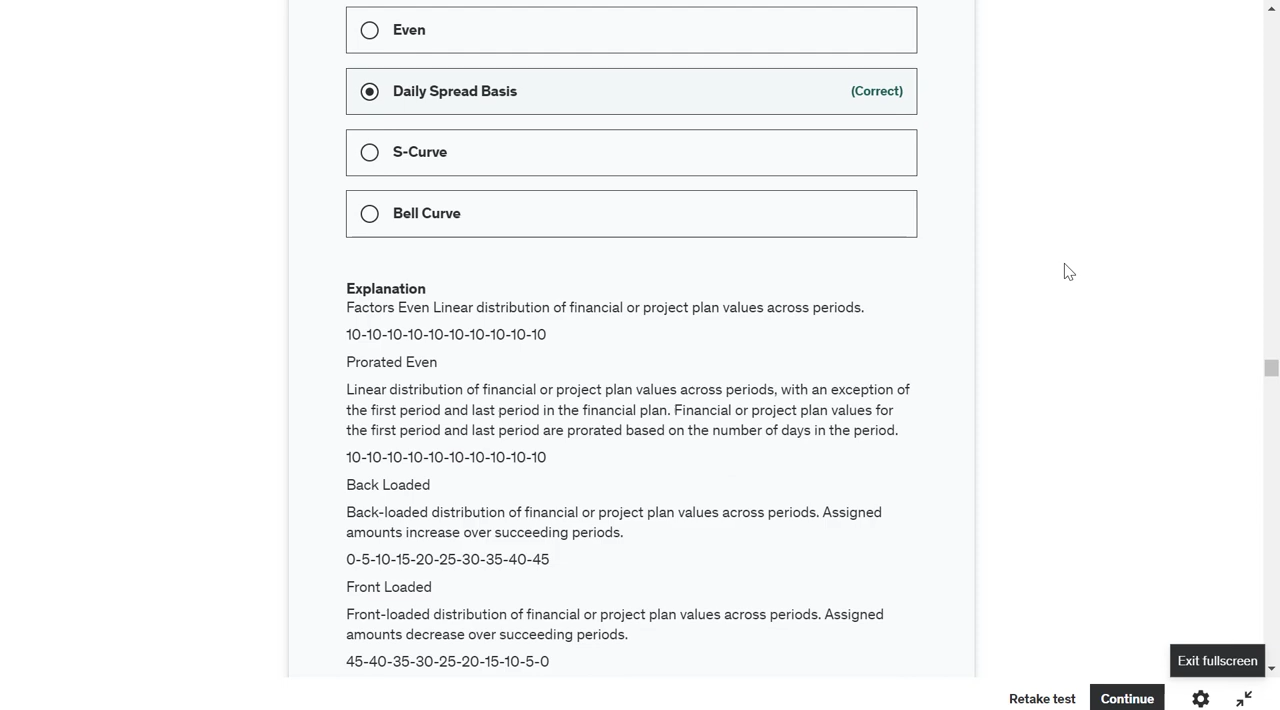 Even
Daily Spread Basis
(Correct)
S-Curve
Bell Curve
Explanation
Factors Even Linear distribution of financial or project plan values across periods.
10-10-10-10-10-10-10-10-10-10
Prorated Even
Linear distribution of financial or project plan values across periods, with an exception of
the first period and last period in the financial plan. Financial or project plan values for
the first period and last period are prorated based on the number of days in the period.
10-10-10-10-10-10-10-10-10-10
Back Loaded
Back-loaded distribution of financial or project plan values across periods. Assigned
amounts increase over succeeding periods.
0-5-10-15-20-25-30-35-40-45
Front Loaded
Front-loaded distribution of financial or project plan values across periods. Assigned
amounts decrease over succeeding periods.
45-40-35-30-25-20-15-10-5-0
Exit fullscreen
Retake test
Continue